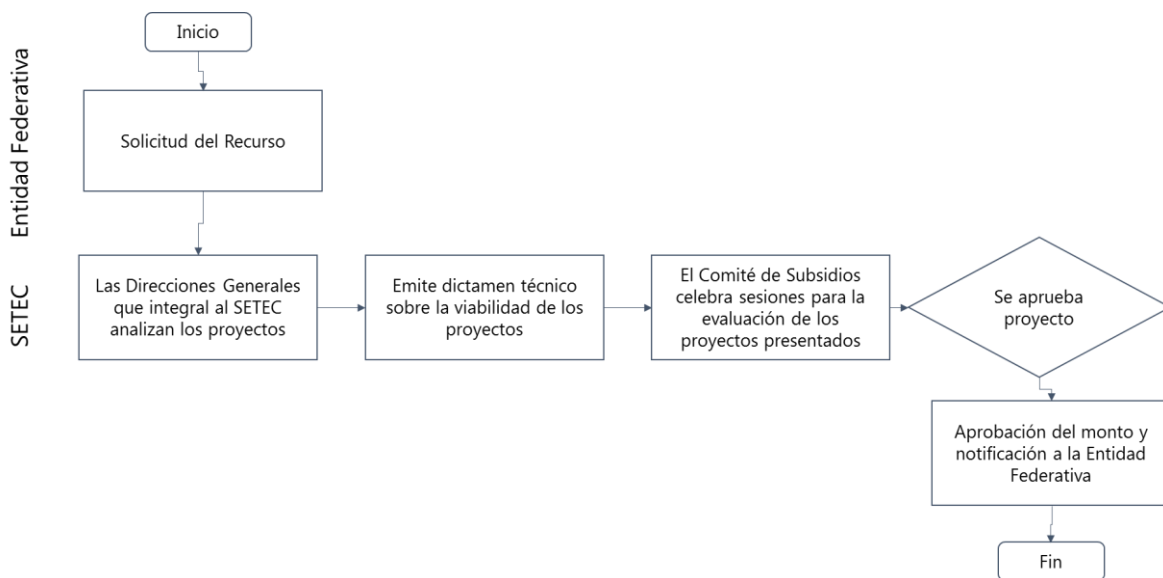 Entidad Federativa
Inicio
Solicitud del Recurso
SETEC
Las Direcciones Generales
que integral al SETEC
analizan los proyectos
Emite dictamen técnico
sobre la viabilidad de los
proyectos
El Comité de Subsidios
celebra sesiones para la
evaluación de los
proyectos presentados
Se aprueba
proyecto
Aprobación del monto y
notificación a la Entidad
Federativa
Fin